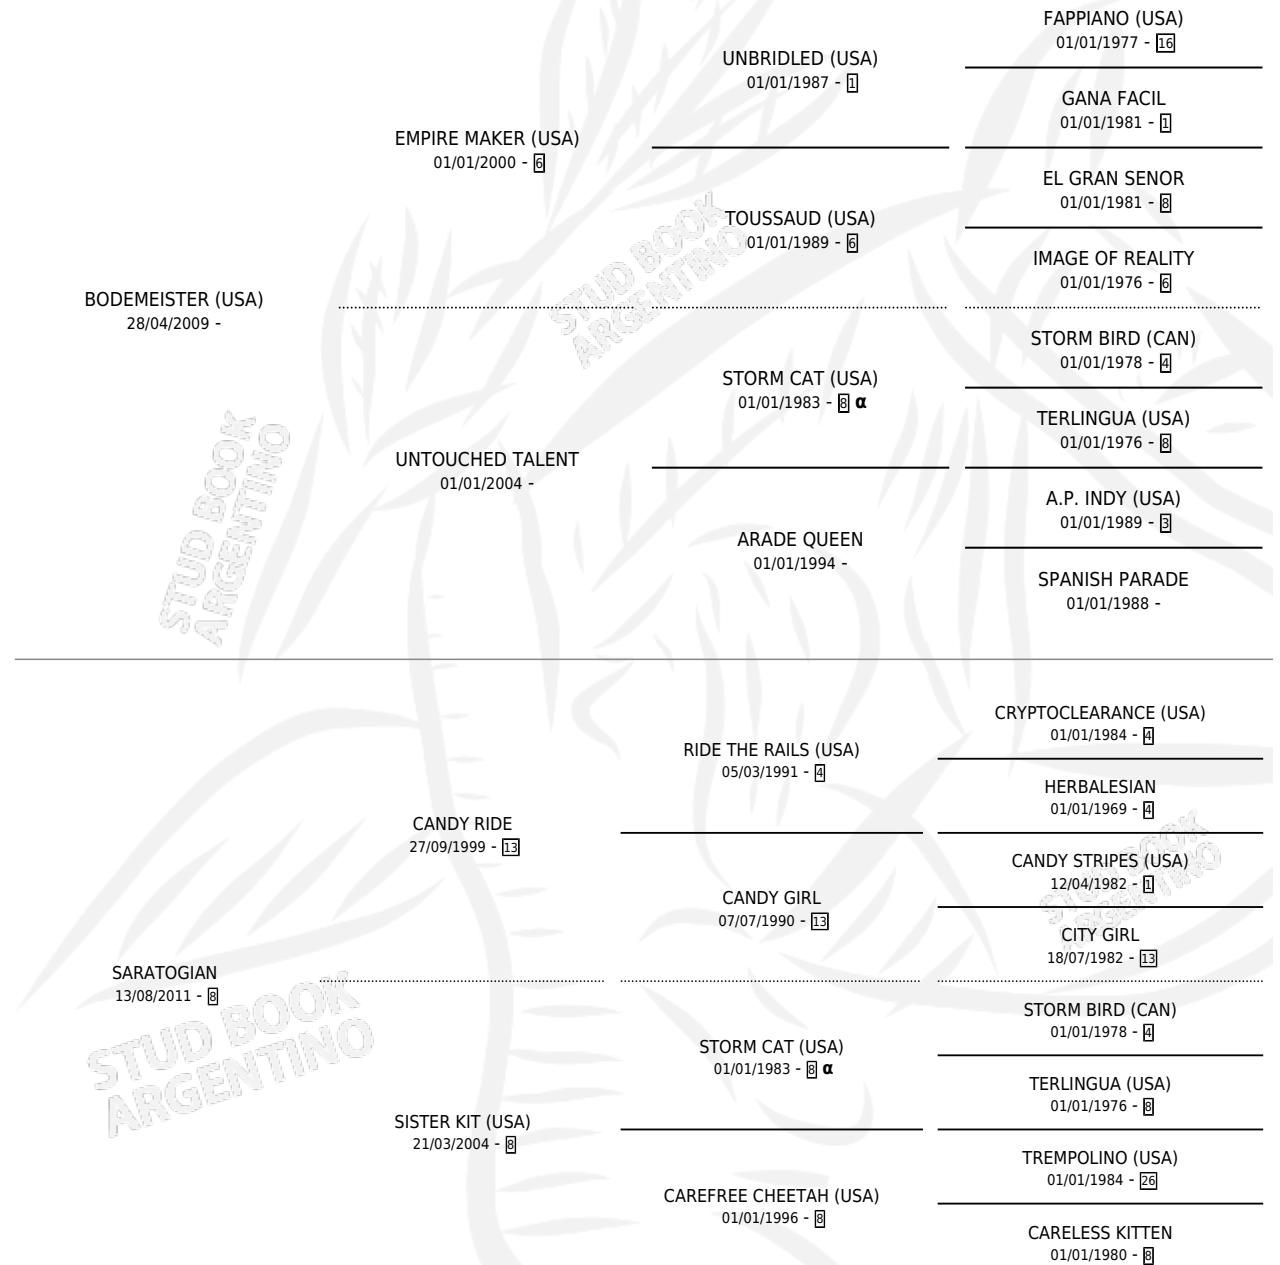 FAPPIANO (USA)
01/01/1977 - 16
UNBRIDLED (USA)
01/01/1987 - 1
GANA FACIL
01/01/1981 - 1
EMPIRE MAKER (USA)
01/01/2000 - 6
EL GRAN SENOR
01/01/1981 - 8
TOUSSAUD (USA)
01/01/1989 - 6
IMAGE OF REALITY
01/01/1976 - 6
STUD BOOK
ARGENTINO
BODEMEISTER (USA)
28/04/2009 -
STORM BIRD (CAN)
01/01/1978 - 4
STORM CAT (USA)
01/01/1983 - 8 α
TERLINGUA (USA)
01/01/1976 - 8
UNTOUCHED TALENT
01/01/2004 -
STUD BOOK
ARGENTINO
A.P. INDY (USA)
01/01/1989 - 3
ARADE QUEEN
01/01/1994 -
SPANISH PARADE
01/01/1988 -
CRYPTOCLEARANCE (USA)
01/01/1984 - 4
RIDE THE RAILS (USA)
05/03/1991 - 4
HERBALESIAN
01/01/1969 - 4
CANDY RIDE
27/09/1999 - 13
CANDY STRIPES (USA)
12/04/1982 - 1
STUD BOOK
ARGENTINO
CANDY GIRL
07/07/1990 - 13
CITY GIRL
18/07/1982 - 13
SARATOGIAN
13/08/2011 - 8
STUD BOOK
ARGENTINO
STORM BIRD (CAN)
01/01/1978 - 4
STORM CAT (USA)
01/01/1983 - 8 α
TERLINGUA (USA)
01/01/1976 - 8
SISTER KIT (USA)
21/03/2004 - 8
TREMPOLINO (USA)
01/01/1984 - 26
CAREFREE CHEETAH (USA)
01/01/1996 - 8
CARELESS KITTEN
01/01/1980 - 8